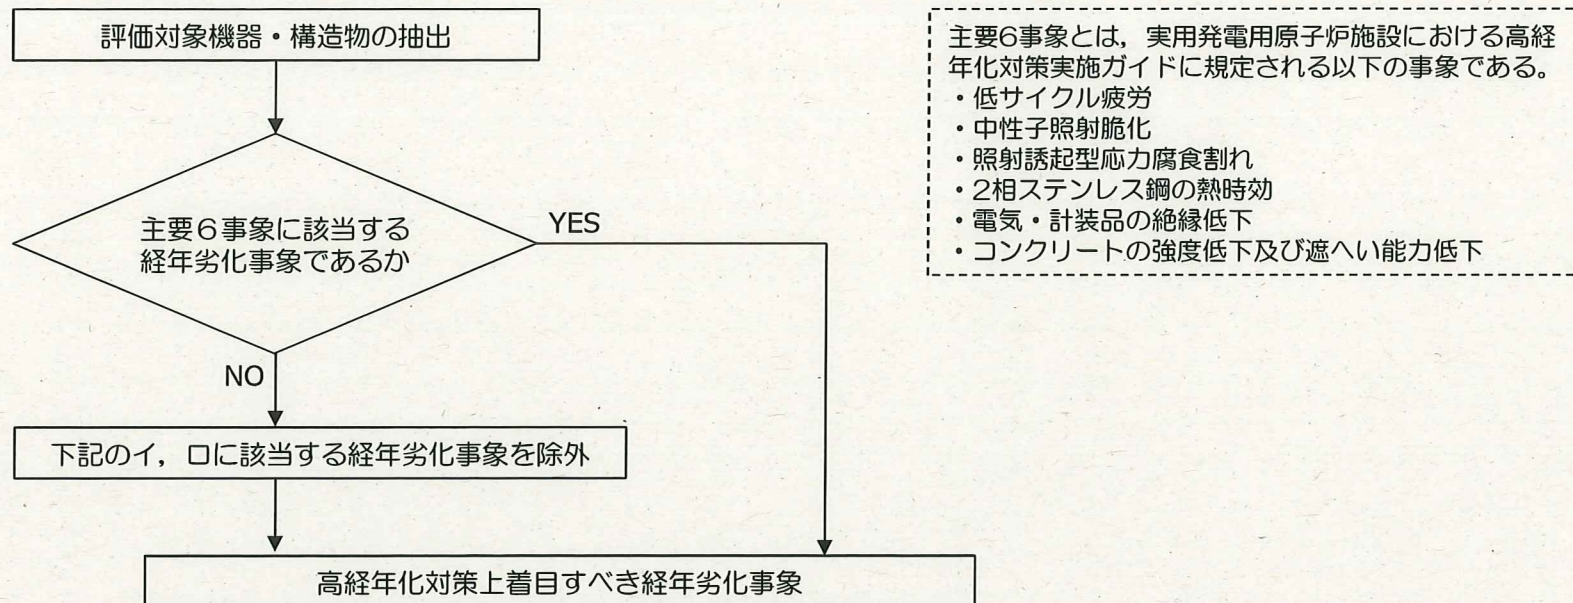 評価対象機器・構造物の抽出
主要6事象に該当する
経年劣化事象であるか
YES
NO
下記のイ，ロに該当する経年劣化事象を除外
高経年化対策上着目すべき経年劣化事象
主要6事象とは，実用発電用原子炉施設における高経
年化対策実施ガイドに規定される以下の事象である。
・低サイクル疲労
・中性子照射脆化
・照射誘起型応力腐食割れ
・2相ステンレス鋼の熱時効
・電気・計装品の絶縁低下
・コンクリートの強度低下及び遮へい能力低下